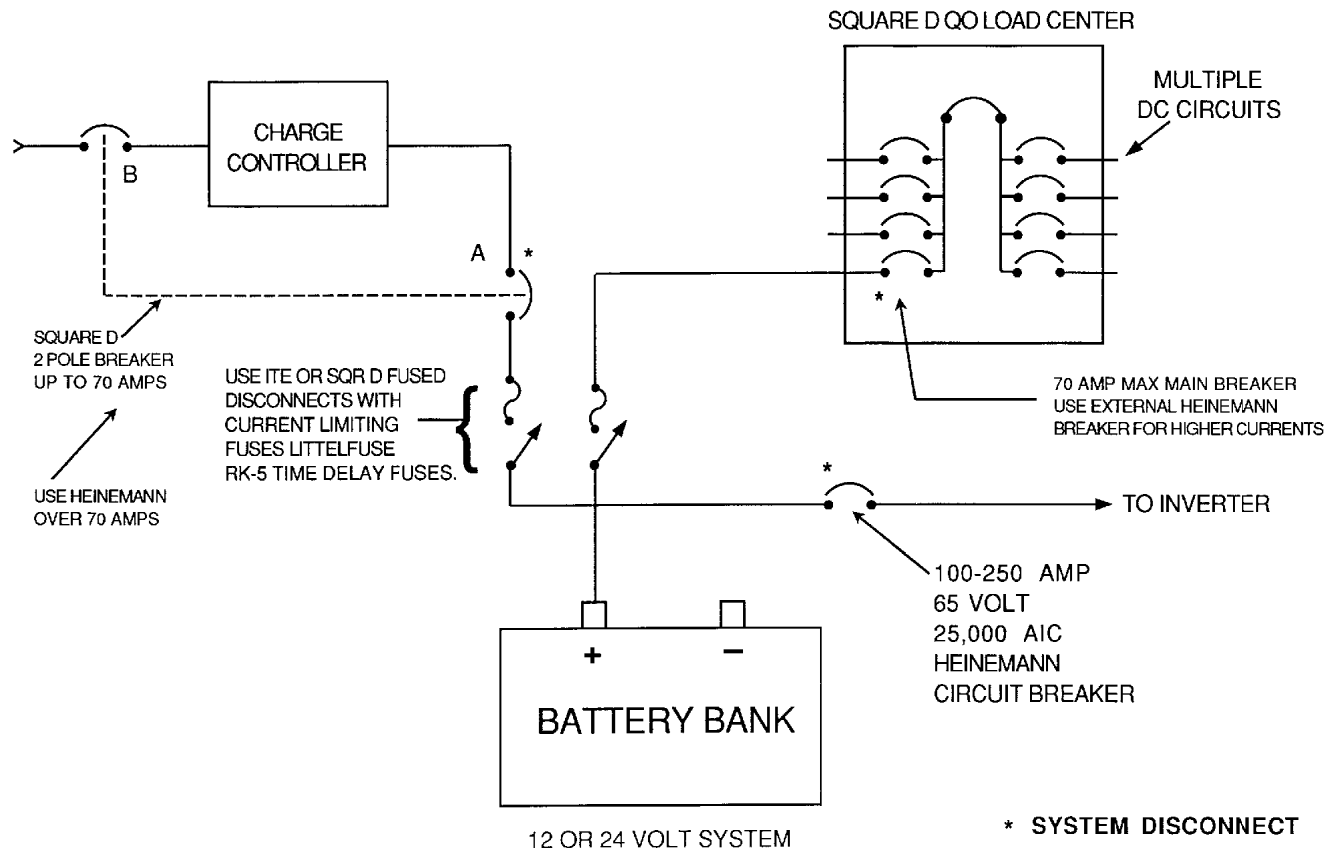 SQUARE D QO LOAD CENTER
MULTIPLE
DC CIRCUITS
CHARGE
CONTROLLER
B
A
*
*
SQUARE D
2 POLE BREAKER
UP TO 70 AMPS
USE ITE OR SQR D FUSED
DISCONNECTS WITH
CURRENT LIMITING
FUSES LITTELFUSE
RK-5 TIME DELAY FUSES.
70 AMP MAX MAIN BREAKER
USE EXTERNAL HEINEMANN
BREAKER FOR HIGHER CURRENTS
USE HEINEMANN
OVER 70 AMPS
*
TO INVERTER
100-250 AMP
65 VOLT
25,000 AIC
HEINEMANN
CIRCUIT BREAKER
+ −
BATTERY BANK
12 OR 24 VOLT SYSTEM
* SYSTEM DISCONNECT